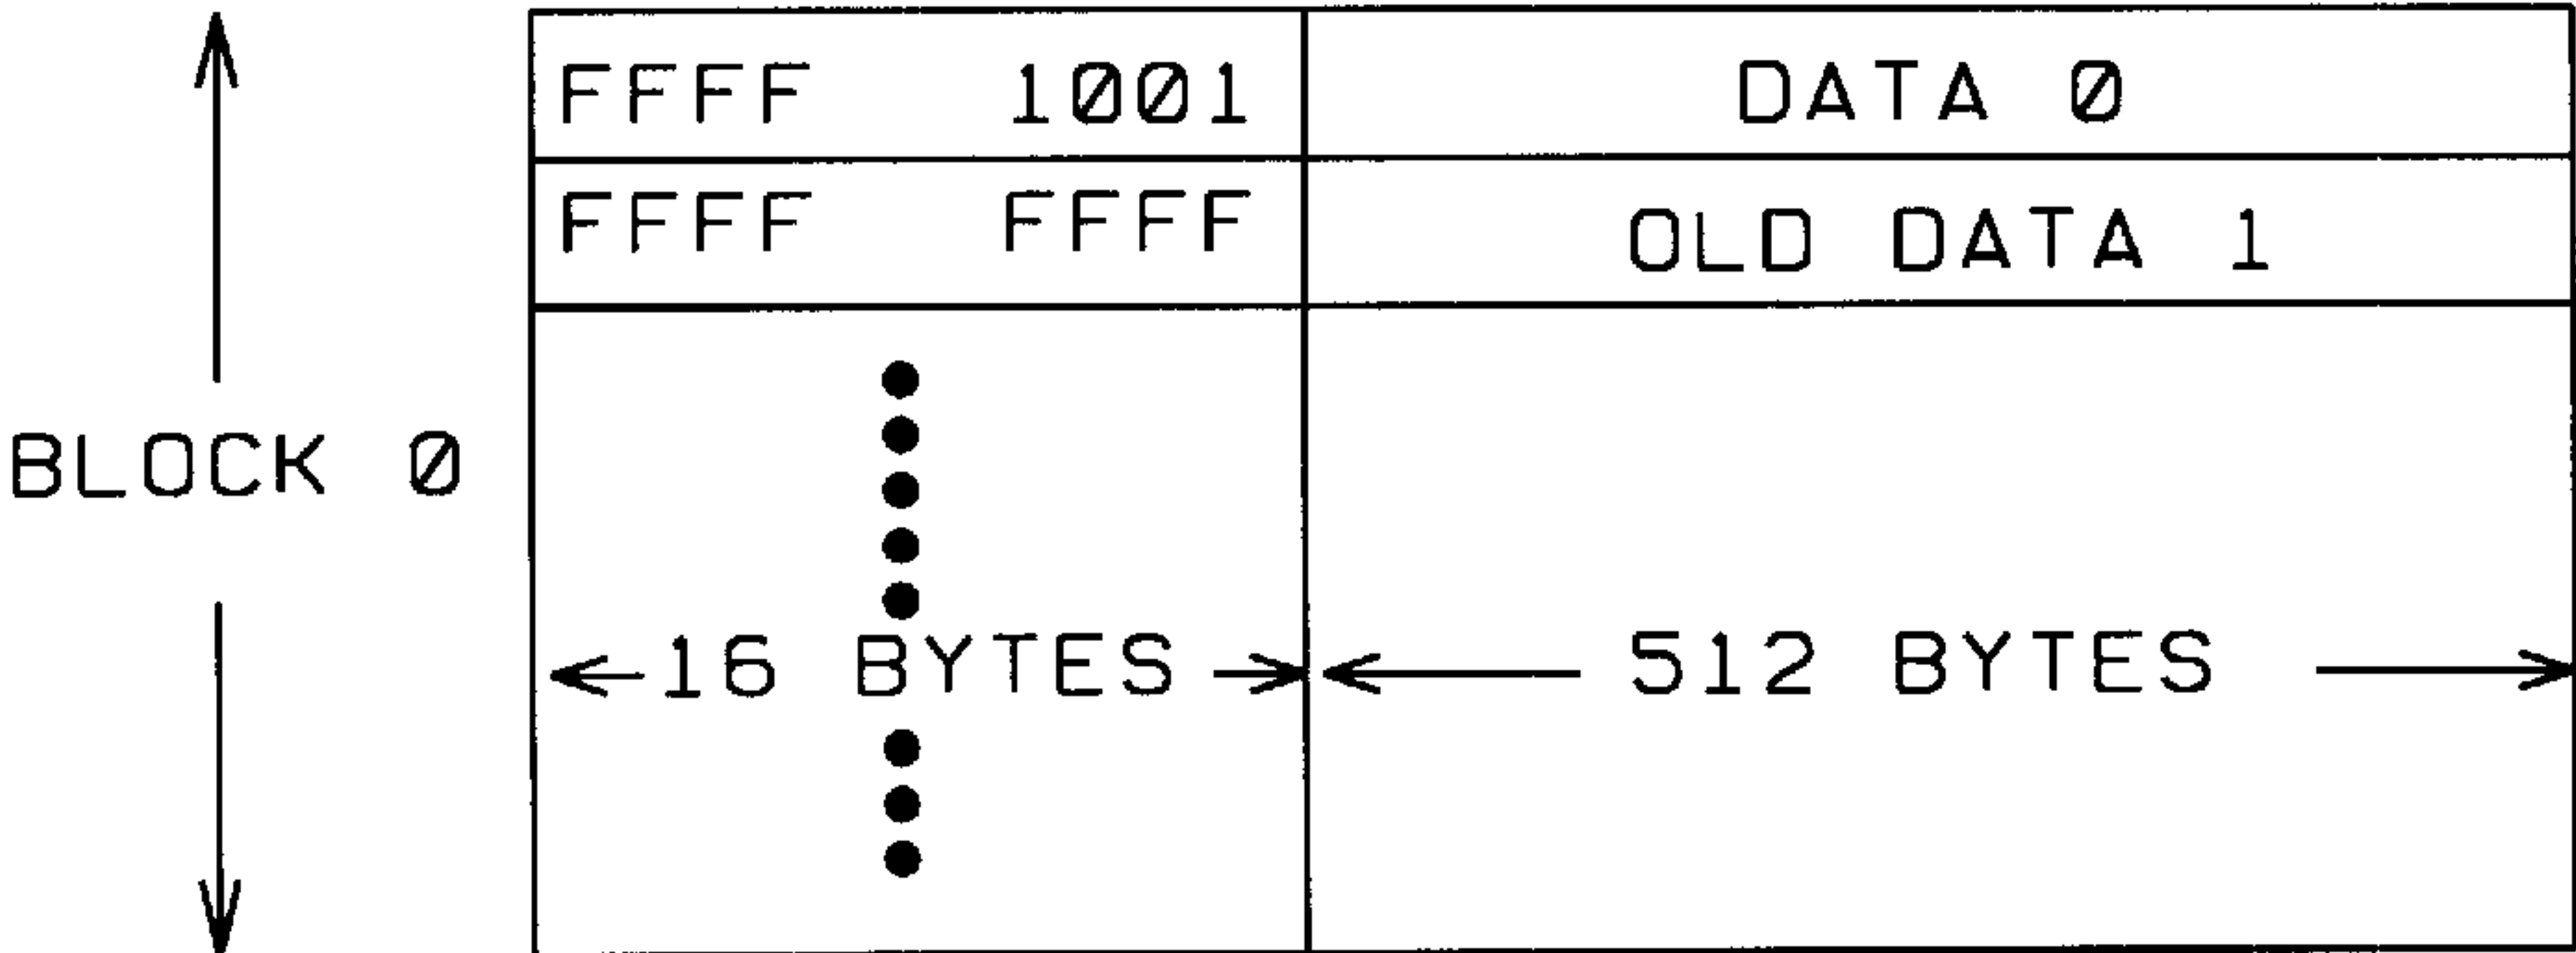 FFFF 1001 DATA 0
FFFF FFFF OLD DATA 1
BLOCK 0
16 BYTES 512 BYTES